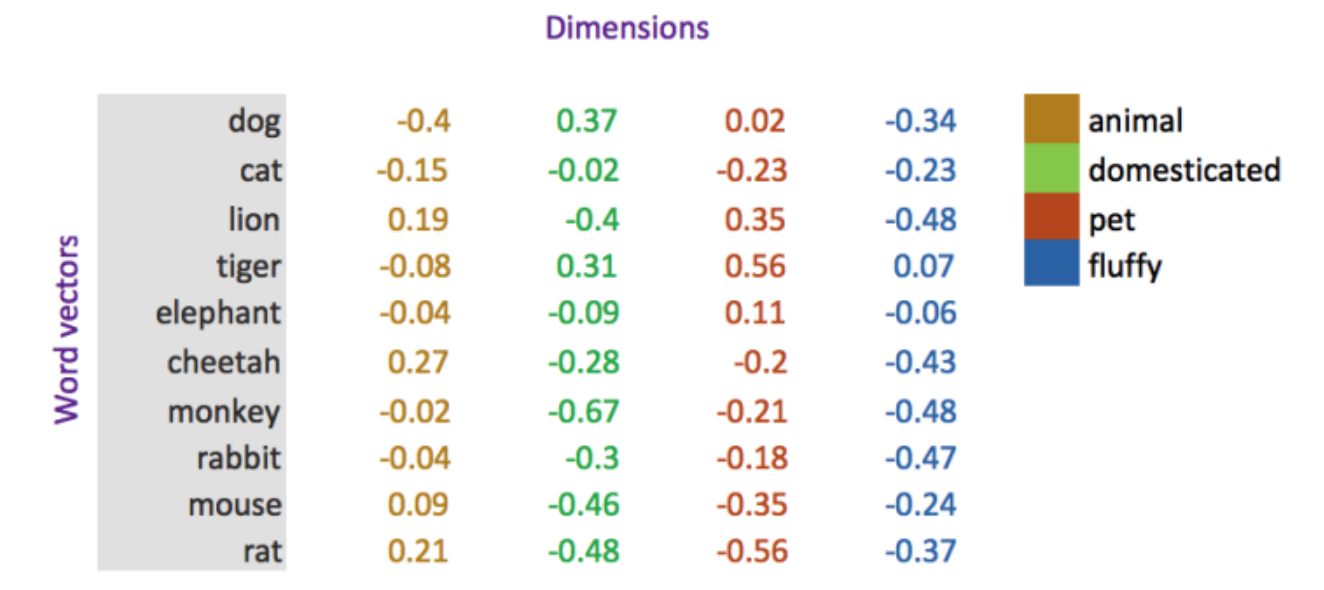 Dimensions
dog -0.4 0.37 0.02 -0.34 animal
cat -0.15 -0.02 -0.23 -0.23 domesticated
lion 0.19 -0.4 0.35 -0.48 pet
tiger -0.08 0.31 0.56 0.07 fluffy
elephant -0.04 -0.09 0.11 -0.06
cheetah 0.27 -0.28 -0.2 -0.43
monkey -0.02 -0.67 -0.21 -0.48
rabbit -0.04 -0.3 -0.18 -0.47
mouse 0.09 -0.46 -0.35 -0.24
rat 0.21 -0.48 -0.56 -0.37
Word vectors